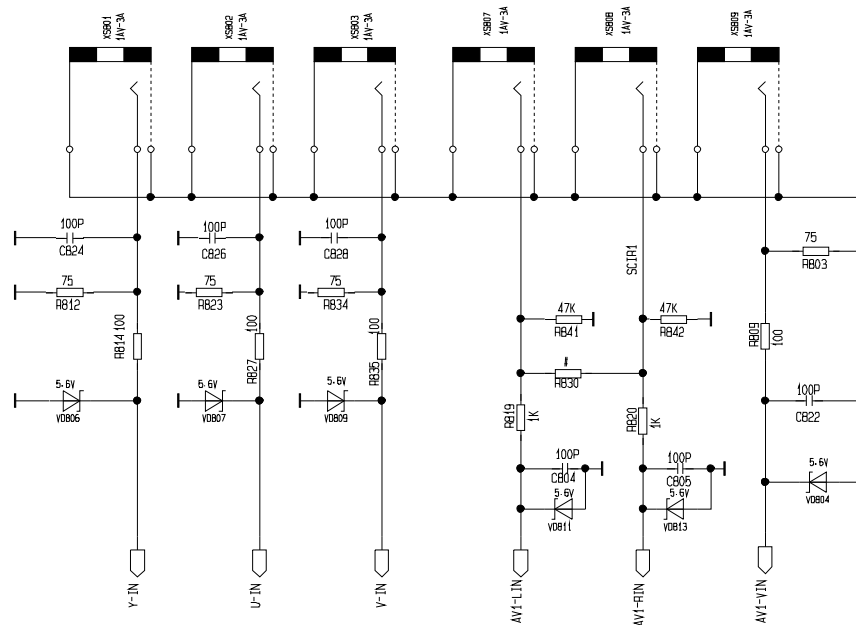 XS801
1AV-3A
XS802
1AV-3A
XS803
1AV-3A
XS807
1AV-3A
XS808
1AV-3A
XS809
1AV-3A
100P
C824
100P
C826
100P
C828
SCIR1
75
R803
75
R812
75
R823
75
R834
R814
100
R827
100
R835
100
47K
R841
47K
R842
R809
100
#
R830
5.6V
VD806
5.6V
VD807
5.6V
VD809
R819
1K
R820
1K
100P
C822
100P
C804
100P
C805
5.6V
VD811
5.6V
VD813
5.6V
VD804
Y-IN
U-IN
V-IN
AV1-LIN
AV1-RIN
AV1-VIN